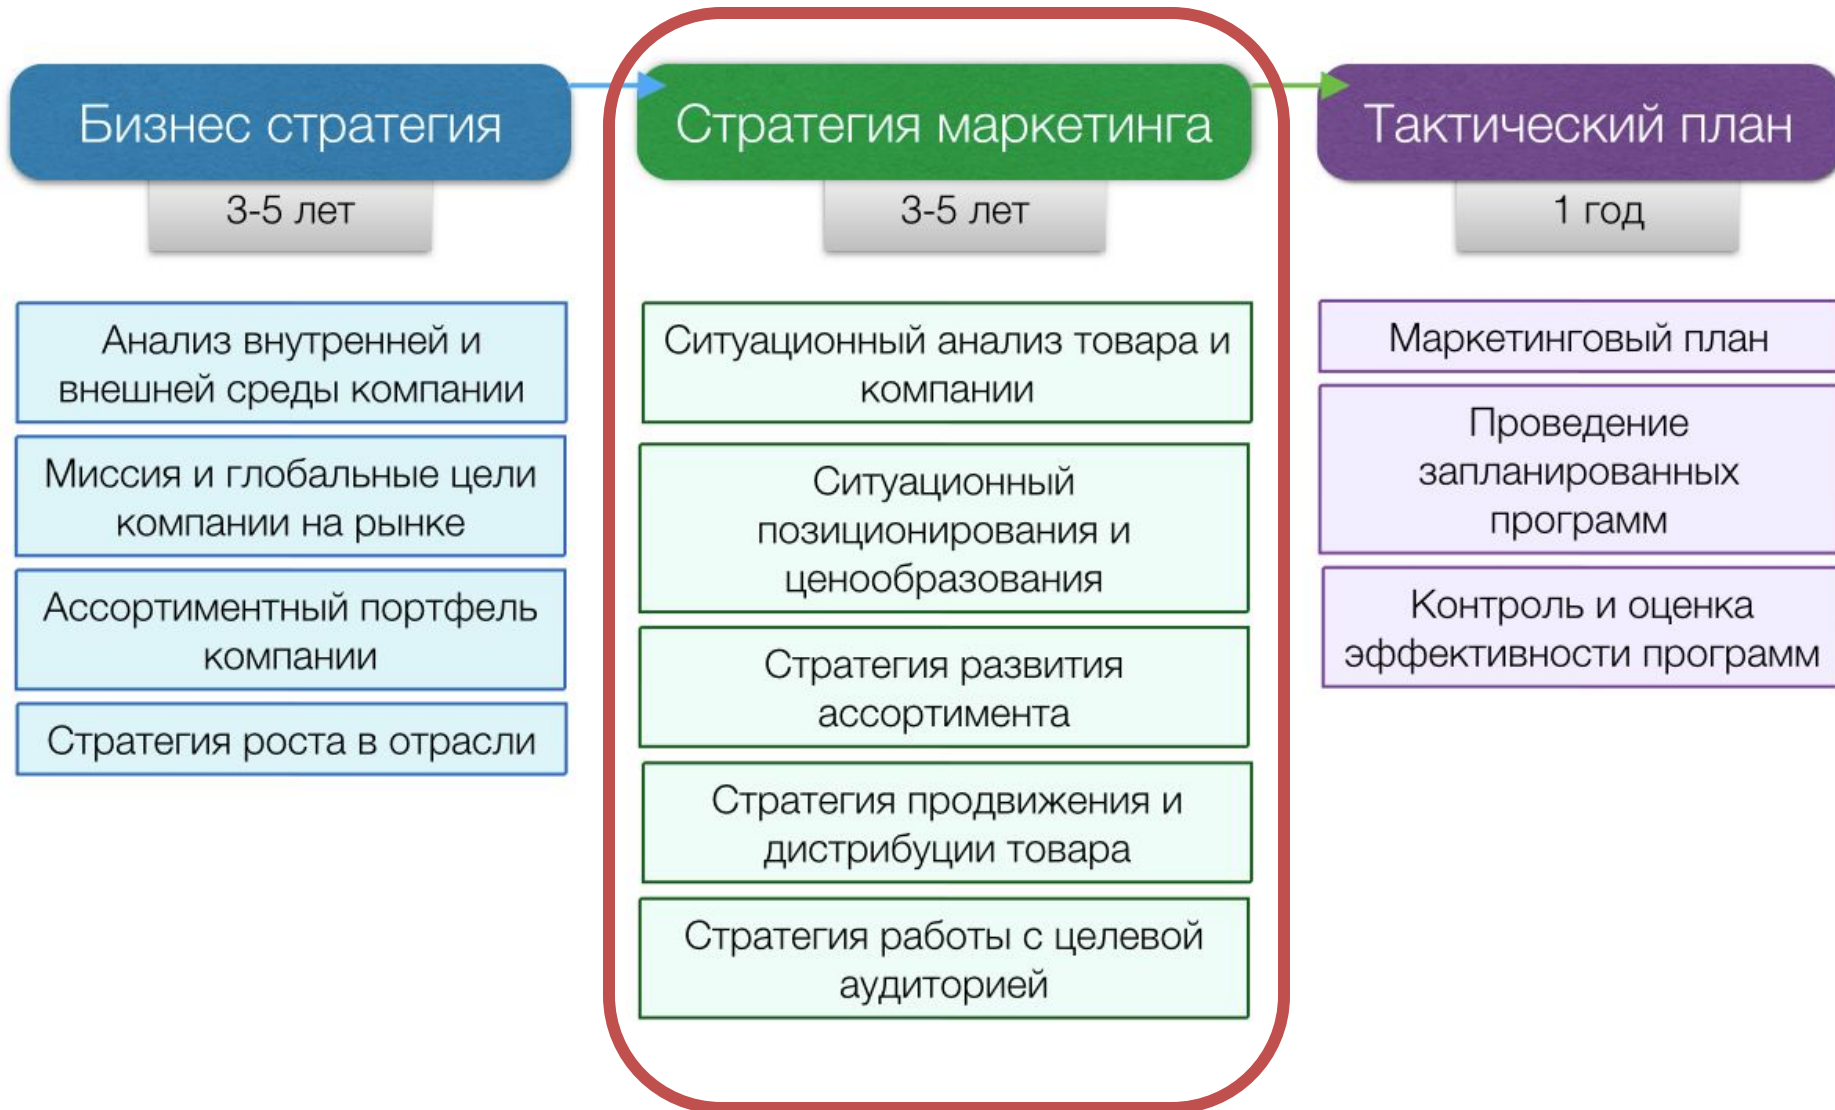 Бизнес стратегия
3-5 лет
Анализ внутренней и
внешней среды компании
Миссия и глобальные цели
компании на рынке
Ассортиментный портфель
компании
Стратегия роста в отрасли
Стратегия маркетинга
3-5 лет
Ситуационный анализ товара и
компании
Ситуационный
позиционирования и
ценообразования
Стратегия развития
ассортимента
Стратегия продвижения и
дистрибуции товара
Стратегия работы с целевой
аудиторией
Тактический план
1 год
Маркетинговый план
Проведение
запланированных
программ
Контроль и оценка
эффективности программ